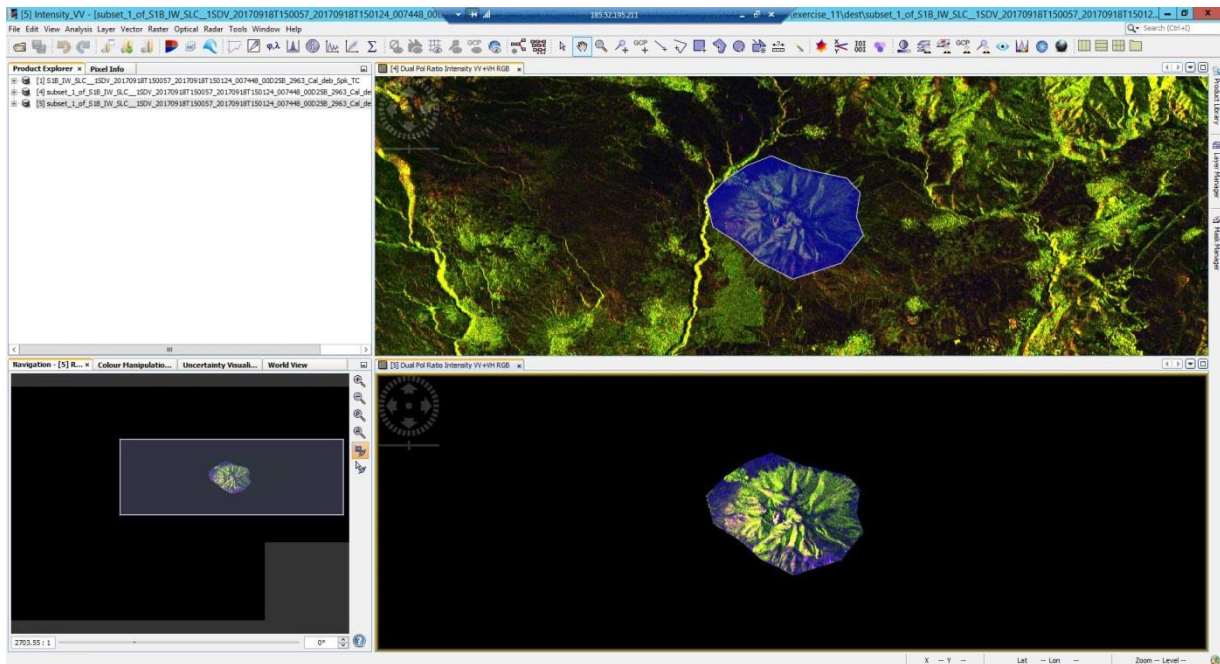 [5] Intensity_VV - [subset_1_of_S1B_IW_SLC__1SDV_20170918T150057_20170918T150124_007448_00D
185.52.195.211
\exercise_11\dest\subset_1_of_S1B_IW_SLC__1SDV_20170918T150057_20170918T15012...
File Edit View Analysis Layer Vector Raster Optical Radar Tools Window Help
Search (Ctrl+I)
Product Explorer Pixel Info
[4] Dual Pol Ratio Intensity VV+VH RGB
[1] S1B_IW_SLC__1SDV_20170918T150057_20170918T150124_007448_00D25B_2963_Cal_deb_Spk_TC
[4] subset_1_of_S1B_IW_SLC__1SDV_20170918T150057_20170918T150124_007448_00D25B_2963_Cal_de
[5] subset_1_of_S1B_IW_SLC__1SDV_20170918T150057_20170918T150124_007448_00D25B_2963_Cal_de
Product Library
Layer Manager
Mask Manager
Navigation - [5] R... Colour Manipulatio... Uncertainty Visuali... World View
[5] Dual Pol Ratio Intensity VV+VH RGB
2703.55 : 1
0°
X -- Y -- Lat -- Lon -- Zoom -- Level --